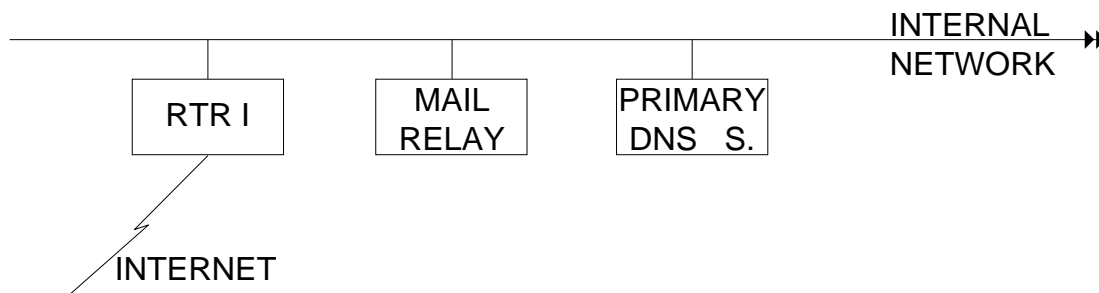 INTERNAL
NETWORK
RTR I
MAIL
RELAY
PRIMARY
DNS S.
INTERNET